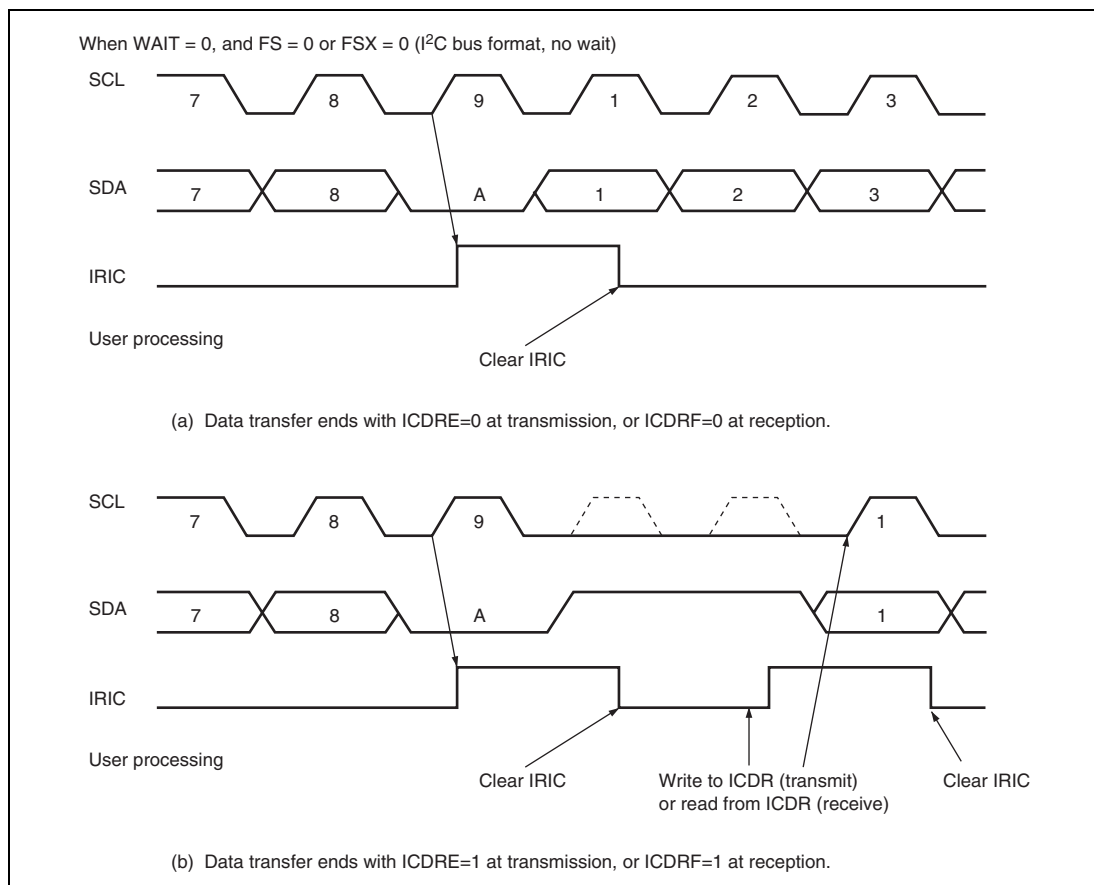 When WAIT = 0, and FS = 0 or FSX = 0 (I²C bus format, no wait)
SCL
7 8 9 1 2 3
SDA
7 8 A 1 2 3
IRIC
User processing
Clear IRIC
(a) Data transfer ends with ICDRE=0 at transmission, or ICDRF=0 at reception.
SCL
7 8 9 1
SDA
7 8 A 1
IRIC
User processing
Clear IRIC
Write to ICDR (transmit)
or read from ICDR (receive)
Clear IRIC
(b) Data transfer ends with ICDRE=1 at transmission, or ICDRF=1 at reception.